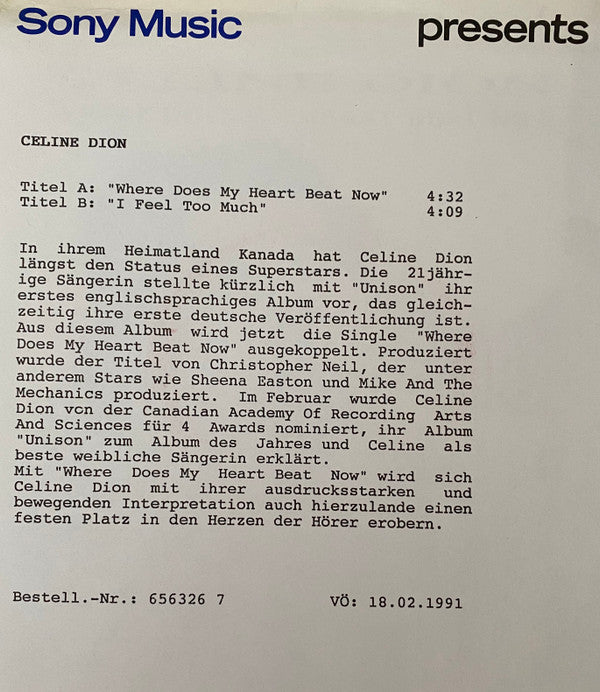 Sony Music presents
CELINE DION
Titel A: "Where Does My Heart Beat Now" 4:32
Titel B: "I Feel Too Much" 4:09
In ihrem Heimatland Kanada hat Celine Dion
längst den Status eines Superstars. Die 21jähr-
ige Sängerin stellte kürzlich mit "Unison" ihr
erstes englischsprachiges Album vor, das gleich-
zeitig ihre erste deutsche Veröffentlichung ist.
Aus diesem Album wird jetzt die Single "Where
Does My Heart Beat Now" ausgekoppelt. Produziert
wurde der Titel von Christopher Neil, der unter
anderem Stars wie Sheena Easton und Mike And The
Mechanics produziert. Im Februar wurde Celine
Dion von der Canadian Academy Of Recording Arts
And Sciences für 4 Awards nominiert, ihr Album
"Unison" zum Album des Jahres und Celine als
beste weibliche Sängerin erklärt.
Mit "Where Does My Heart Beat Now" wird sich
Celine Dion mit ihrer ausdrucksstarken und
bewegenden Interpretation auch hierzulande einen
festen Platz in den Herzen der Hörer erobern.
Bestell.-Nr.: 656326 7 VÖ: 18.02.1991